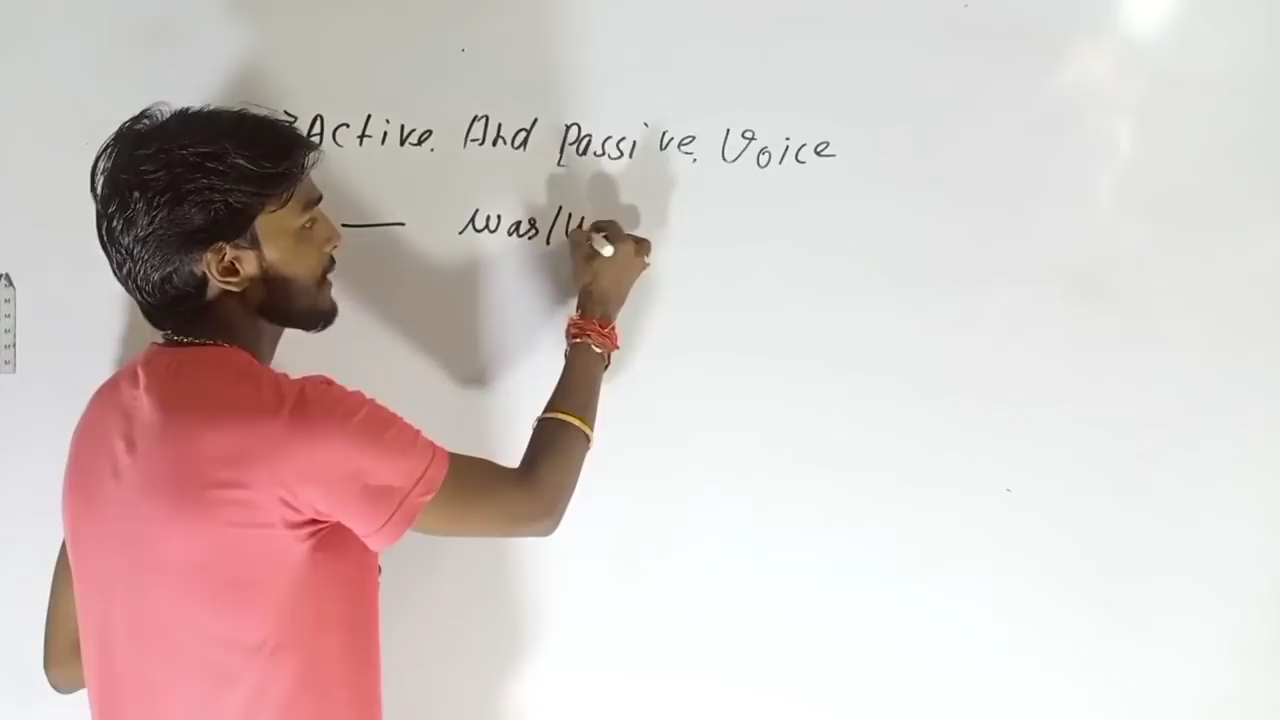 →Active And Passive Voice
— was/